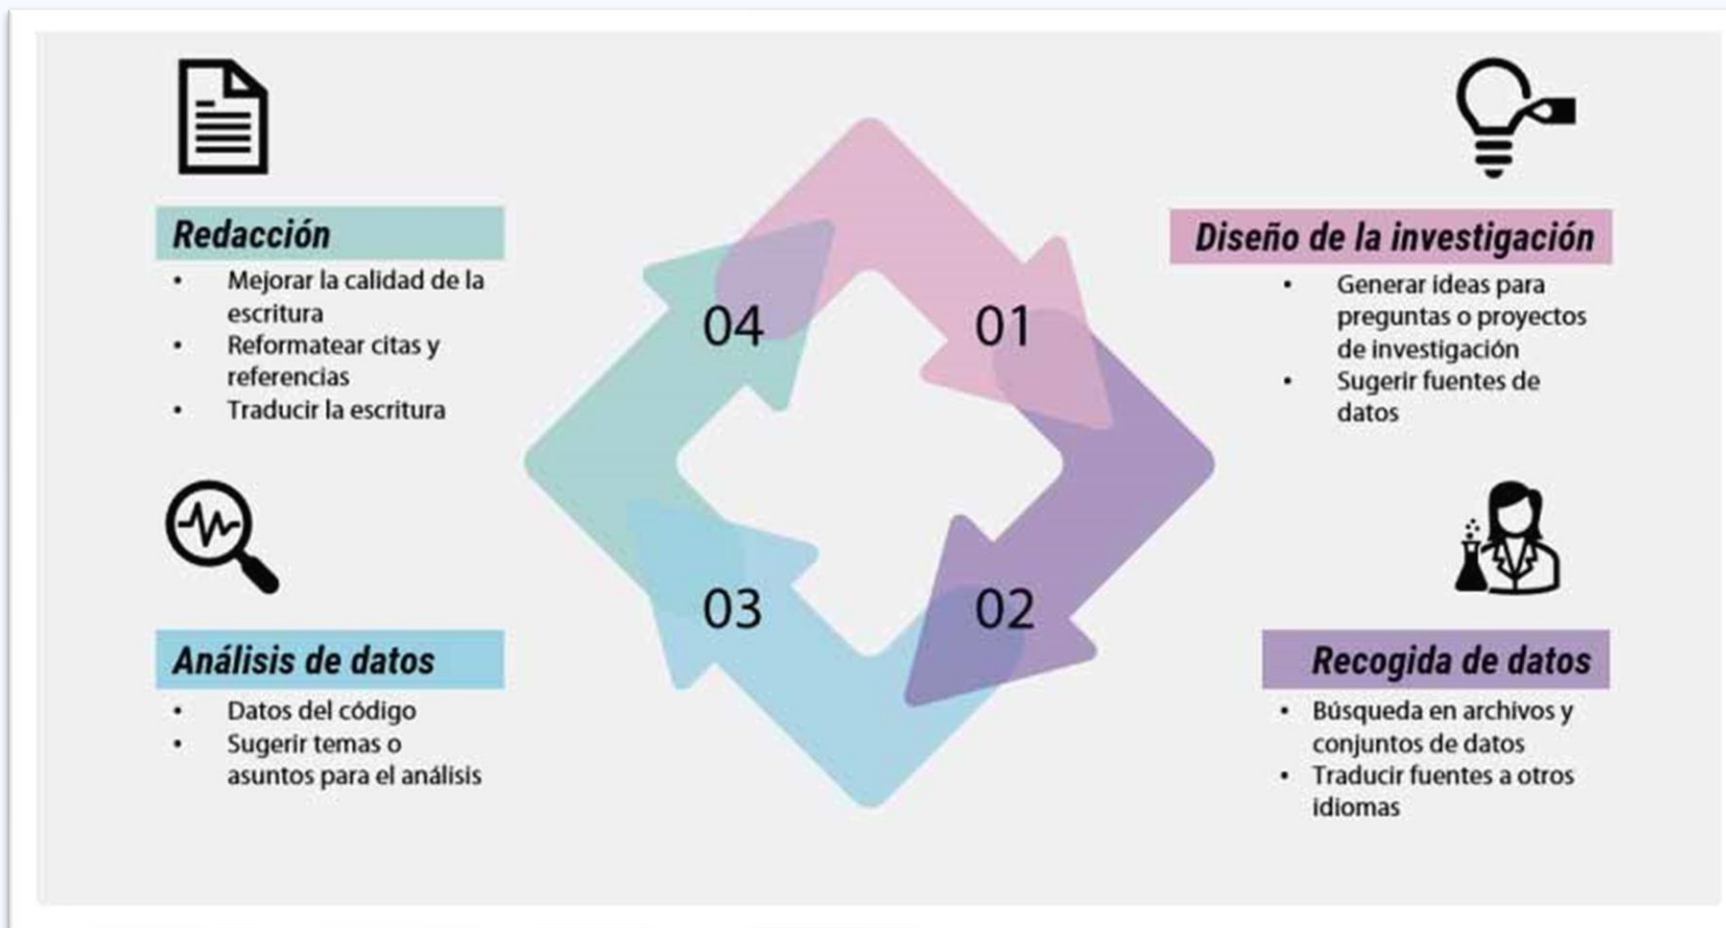 Redacción
• Mejorar la calidad de la
escritura
• Reformatear citas y
referencias
• Traducir la escritura
Diseño de la investigación
• Generar ideas para
preguntas o proyectos
de investigación
• Sugerir fuentes de
datos
04
01
03
02
Análisis de datos
• Datos del código
• Sugerir temas o
asuntos para el análisis
Recogida de datos
• Búsqueda en archivos y
conjuntos de datos
• Traducir fuentes a otros
idiomas